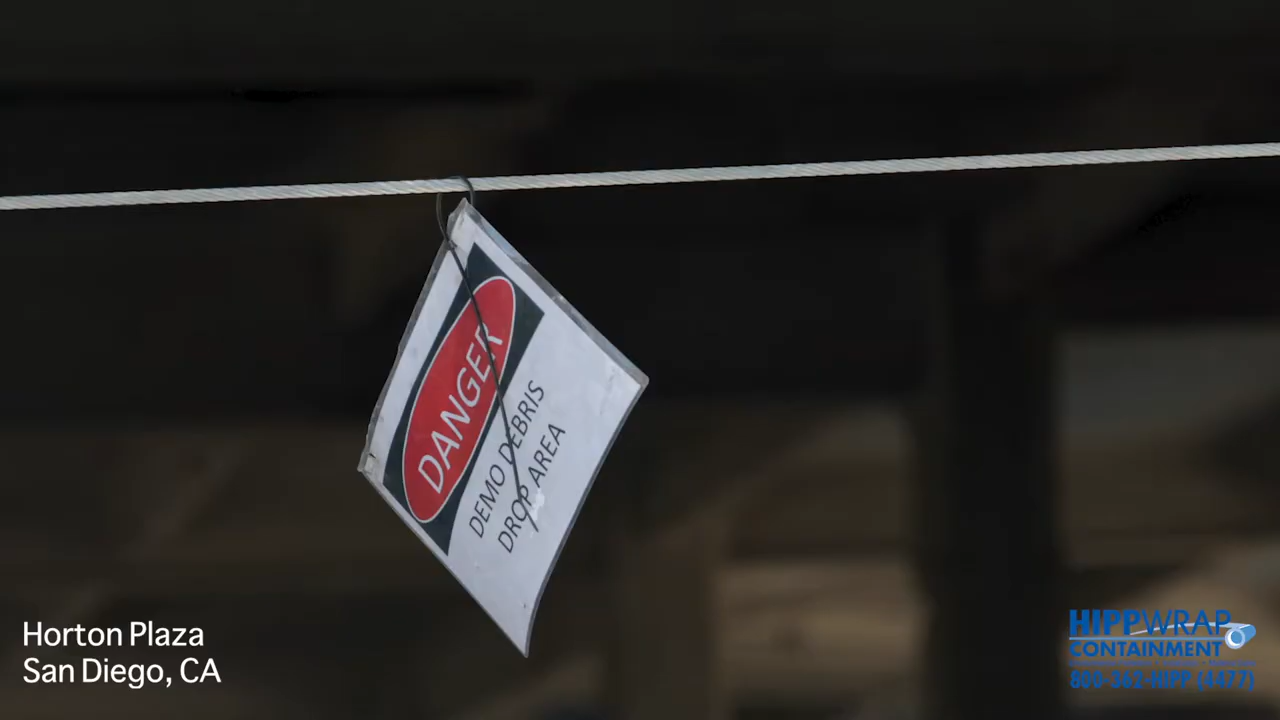 DANGER
DEMO DEBRIS
DROP AREA
Horton Plaza
San Diego, CA
HIPPWRAP
CONTAINMENT
800-362-HIPP (4477)